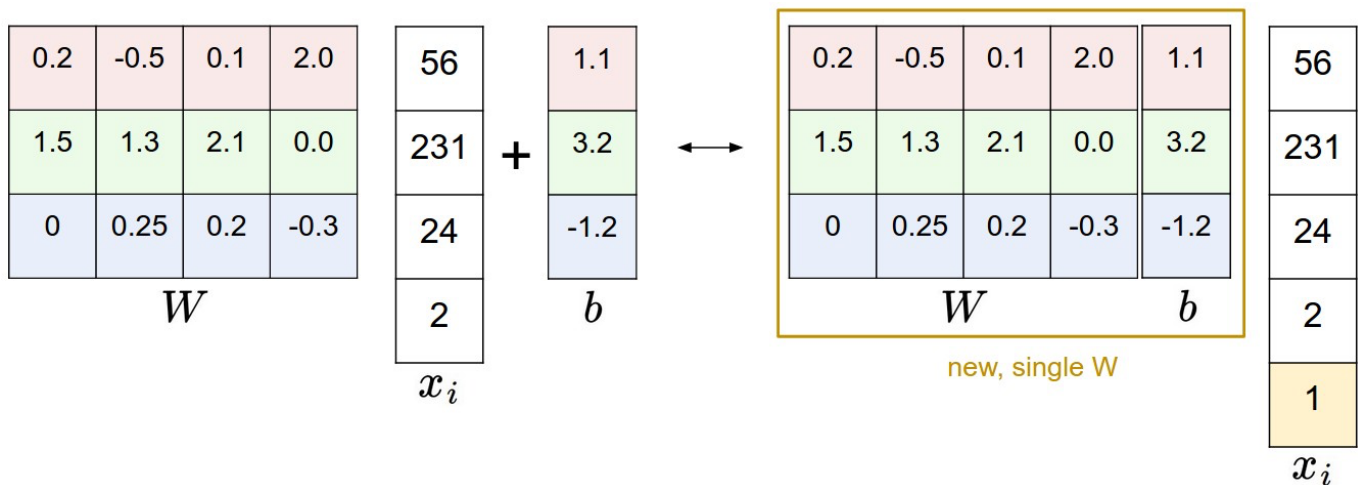 0.2 -0.5 0.1 2.0 56 1.1 0.2 -0.5 0.1 2.0 1.1 56
1.5 1.3 2.1 0.0 231 + 3.2 ↔ 1.5 1.3 2.1 0.0 3.2 231
0 0.25 0.2 -0.3 24 -1.2 0 0.25 0.2 -0.3 -1.2 24
W 2 b W b 2
new, single W
x_i 1
x_i